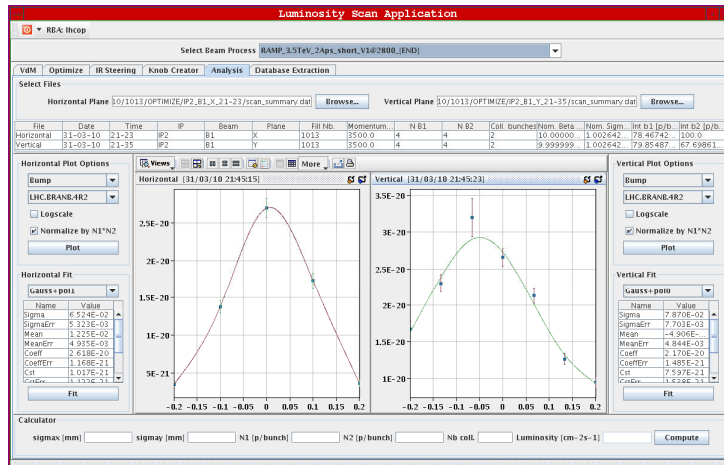 Luminosity Scan Application
RBA: lhcop
Select Beam Process RAMP_3.5TeV_2Aps_short_V1@2800_[END]
VdM Optimize IR Steering Knob Creator Analysis Database Extraction
Select Files
Horizontal Plane 10/1013/OPTIMIZE/IP2_B1_X_21-23/scan_summary.dat Browse... Vertical Plane 10/1013/OPTIMIZE/IP2_B1_Y_21-35/scan_summary.dat Browse...
File Date Time IP Beam Plane Fill Nb. Momentum... N B1 N B2 Coll. bunches Nom. Beta ... Nom. Sigm... Int b1 [p/b... Int b2 [p/b...
Horizontal 31-03-10 21-23 IP2 B1 X 1013 3500.0 4 4 2 10.00000... 1.002642... 78.46742... 100.0
Vertical 31-03-10 21-35 IP2 B1 Y 1013 3500.0 4 4 2 9.999999... 1.002642... 79.85487... 67.69861...
Horizontal Plot Options
Bump
LHC.BRANB.4R2
Logscale
Normalize by N1*N2
Plot
Horizontal Fit
Gauss+pol1
Name Value
Sigma 6.524E-02
SigmaErr 5.323E-03
Mean 1.225E-02
MeanErr 4.935E-03
Coeff 2.618E-20
CoeffErr 1.168E-21
Cst 1.017E-21
Fit
Views More
Horizontal [31/03/10 21:45:15]
2.5E-20
2E-20
1.5E-20
1E-20
5E-21
-0.2 -0.15 -0.1 -0.05 0 0.05 0.1 0.15 0.2
Vertical [31/03/10 21:45:23]
3.5E-20
3E-20
2.5E-20
2E-20
1.5E-20
1E-20
-0.2 -0.15 -0.1 -0.05 0 0.05 0.1 0.15 0.2
Vertical Plot Options
Bump
LHC.BRANB.4R2
Logscale
Normalize by N1*N2
Plot
Vertical Fit
Gauss+pol0
Name Value
Sigma 7.870E-02
SigmaErr 7.703E-03
Mean -4.906E-...
MeanErr 4.844E-03
Coeff 2.170E-20
CoeffErr 1.485E-21
Cst 7.597E-21
Fit
Calculator
sigmax [mm] sigmay [mm] N1 [p/bunch] N2 [p/bunch] Nb coll. Luminosity [cm-2s-1] Compute